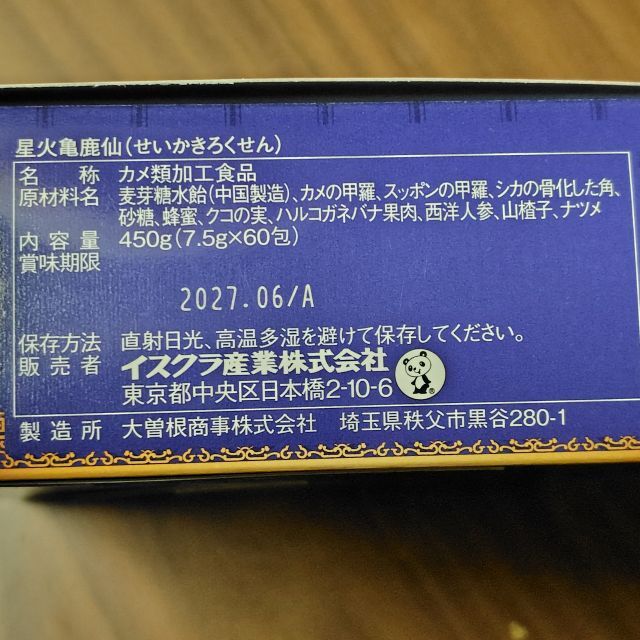 星火亀鹿仙(せいかきろくせん)
名　　称 カメ類加工食品
原材料名 麦芽糖水飴(中国製造)、カメの甲羅、スッポンの甲羅、シカの骨化した角、
砂糖、蜂蜜、クコの実、ハルコガネバナ果肉、西洋人参、山楂子、ナツメ
内 容 量 450g(7.5g×60包)
賞味期限
2027.06/A
保存方法 直射日光、高温多湿を避けて保存してください。
販 売 者 イスクラ産業株式会社
東京都中央区日本橋2-10-6
製 造 所 大曽根商事株式会社 埼玉県秩父市黒谷280-1